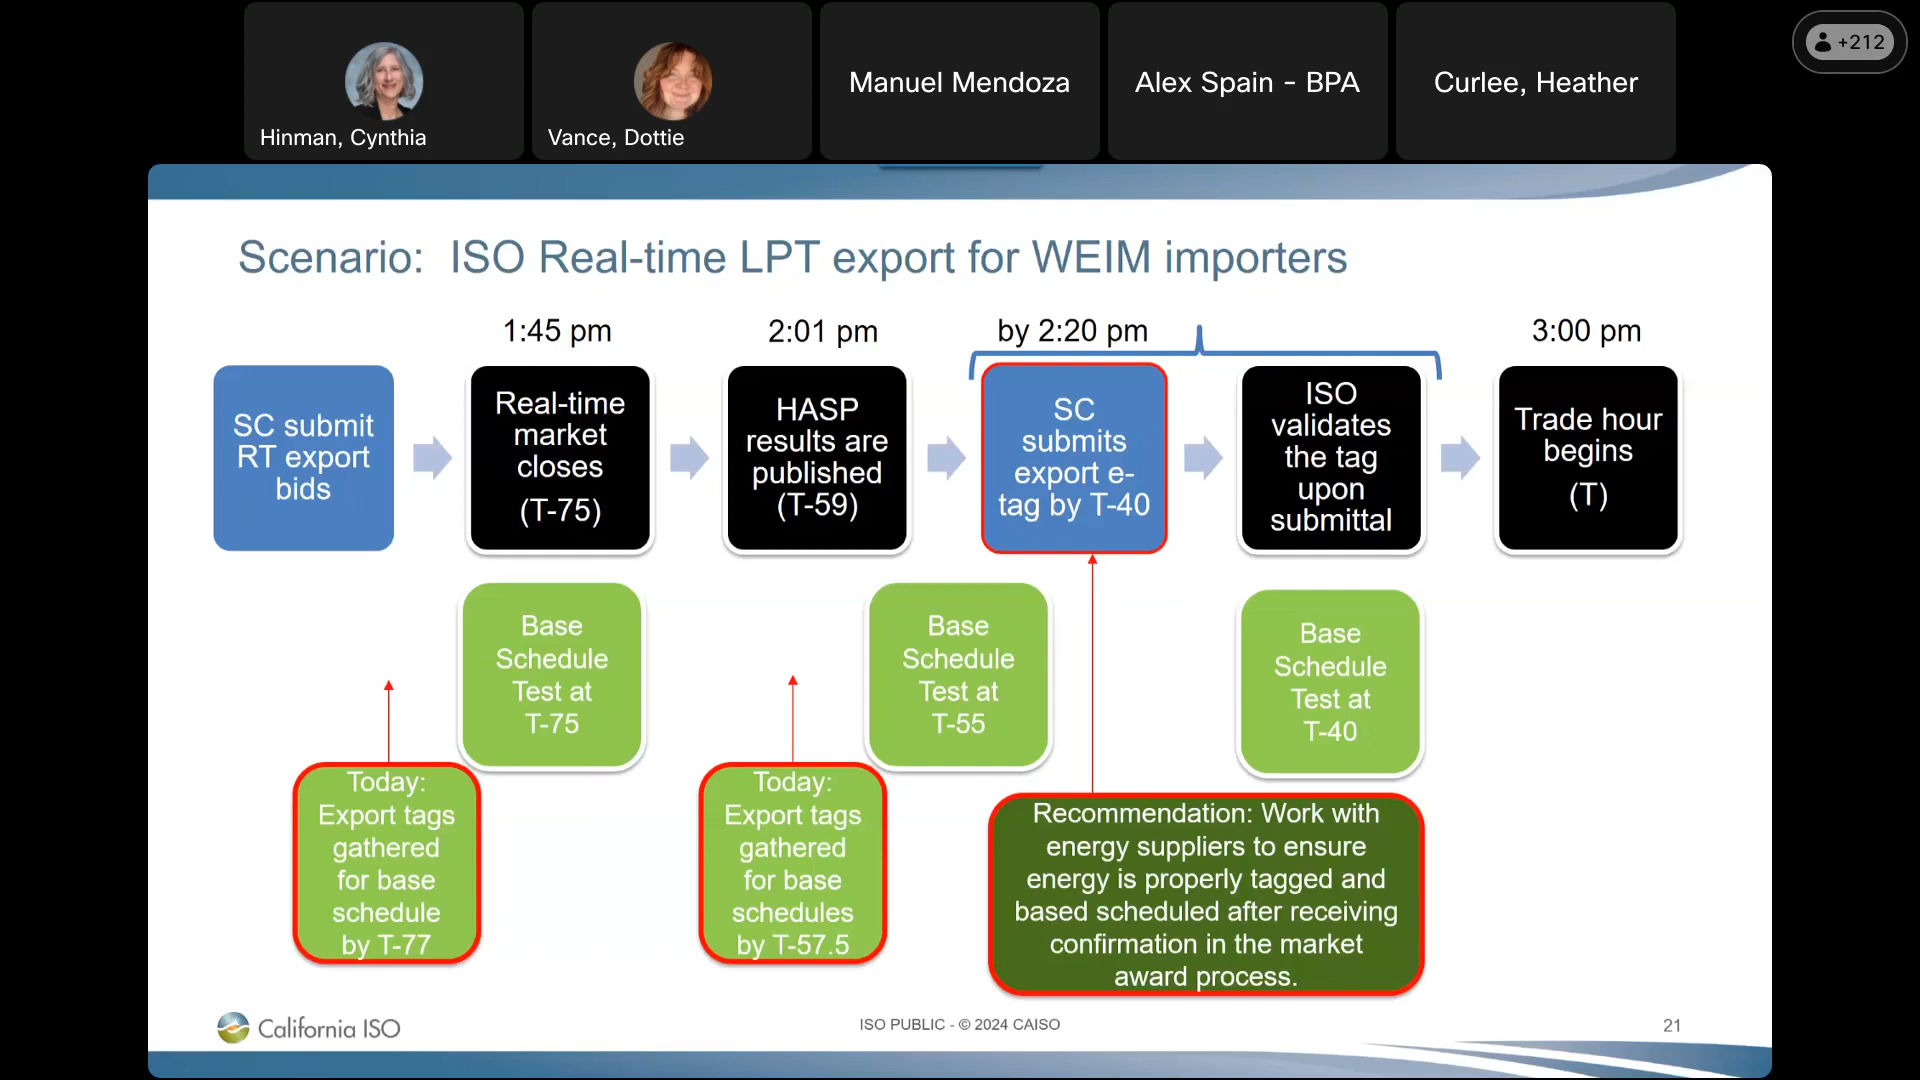 Hinman, Cynthia
Vance, Dottie
Manuel Mendoza
Alex Spain - BPA
Curlee, Heather
+212
Scenario: ISO Real-time LPT export for WEIM importers
1:45 pm
2:01 pm
by 2:20 pm
3:00 pm
SC submit
RT export
bids
Real-time
market
closes
(T-75)
HASP
results are
published
(T-59)
SC
submits
export e-
tag by T-40
ISO
validates
the tag
upon
submittal
Trade hour
begins
(T)
Base
Schedule
Test at
T-75
Base
Schedule
Test at
T-55
Base
Schedule
Test at
T-40
Today:
Export tags
gathered
for base
schedule
by T-77
Today:
Export tags
gathered
for base
schedules
by T-57.5
Recommendation: Work with
energy suppliers to ensure
energy is properly tagged and
based scheduled after receiving
confirmation in the market
award process.
California ISO
ISO PUBLIC - © 2024 CAISO
21